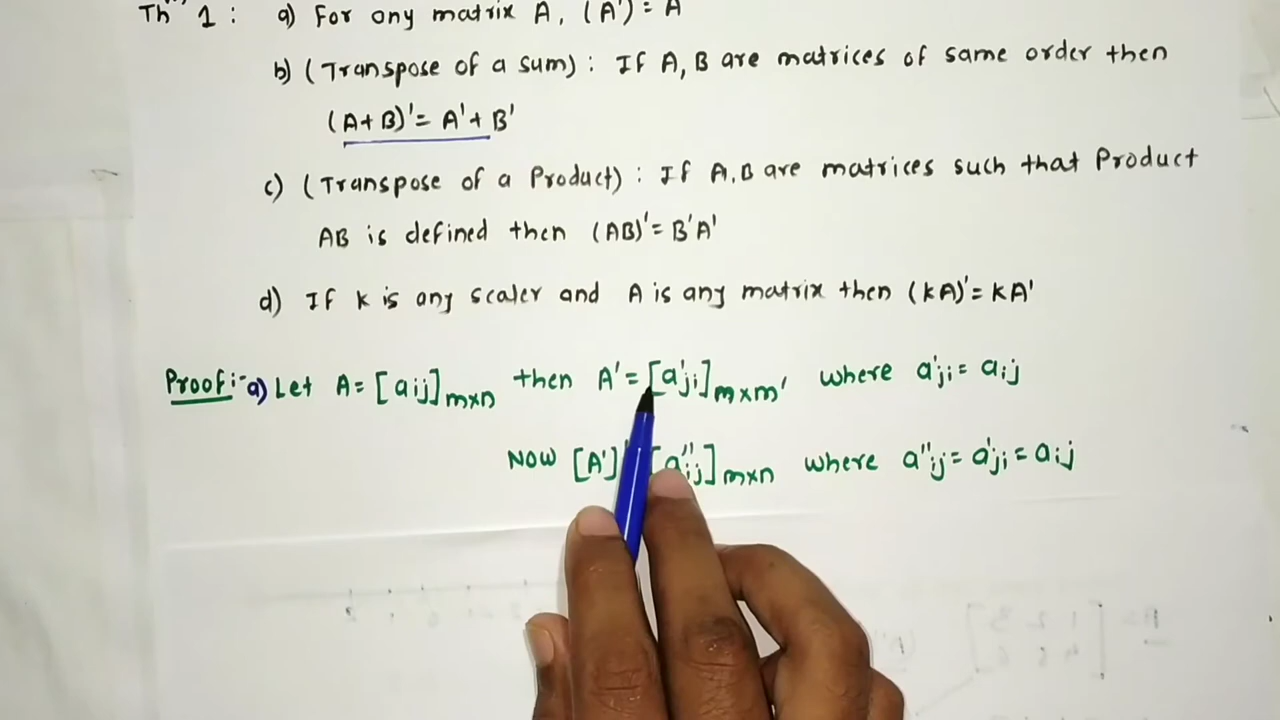 Th 1 : a) For any matrix A, (A')' = A
b) (Transpose of a sum) : If A, B are matrices of same order then
(A+B)' = A' + B'
c) (Transpose of a Product) : If A, B are matrices such that Product
AB is defined then (AB)' = B'A'
d) If k is any scaler and A is any matrix then (kA)' = kA'
Proof :- a) Let A = [aij]m×n then A' = [a'ji]m×m' where a'ji = aij
Now [A']' [a''ij]m×n where a''ij = a'ji = aij